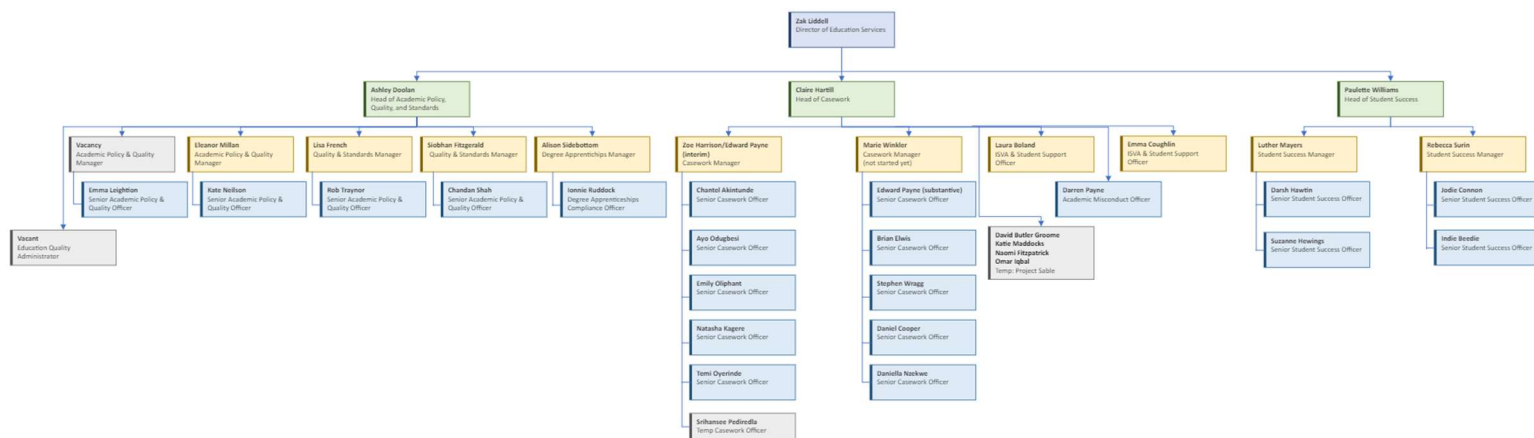 Zak Liddell
Director of Education Services
Ashley Doolan
Head of Academic Policy,
Quality, and Standards
Claire Hartill
Head of Casework
Paulette Williams
Head of Student Success
Vacancy
Academic Policy & Quality
Manager
Eleanor Millan
Academic Policy & Quality
Manager
Lisa French
Quality & Standards Manager
Siobhan Fitzgerald
Quality & Standards Manager
Alison Sidebottom
Degree Apprentichips Manager
Zoe Harrison/Edward Payne
(interim)
Casework Manager
Marie Winkler
Casework Manager
(not started yet)
Laura Boland
ISVA & Student Support
Officer
Emma Coughlin
ISVA & Student Support
Officer
Luther Mayers
Student Success Manager
Rebecca Surin
Student Success Manager
Emma Leightion
Senior Academic Policy &
Quality Officer
Kate Neilson
Senior Academic Policy &
Quality Officer
Rob Traynor
Senior Academic Policy &
Quality Officer
Chandan Shah
Senior Academic Policy &
Quality Officer
Ionnie Ruddock
Degree Apprenticeships
Compliance Officer
Chantel Akintunde
Senior Casework Officer
Edward Payne (substantive)
Senior Casework Officer
Darren Payne
Academic Misconduct Officer
Darsh Hawtin
Senior Student Success Officer
Jodie Connon
Senior Student Success Officer
Vacant
Education Quality
Administrator
Ayo Odugbesi
Senior Casework Officer
Brian Elwis
Senior Casework Officer
David Butler Groome
Katie Maddocks
Naomi Fitzpatrick
Omar Iqbal
Temp: Project Sable
Suzanne Hewings
Senior Student Success Officer
Indie Beedie
Senior Student Success Officer
Emily Oliphant
Senior Casework Officer
Stephen Wragg
Senior Casework Officer
Natasha Kagere
Senior Casework Officer
Daniel Cooper
Senior Casework Officer
Temi Oyerinde
Senior Casework Officer
Daniella Nzekwe
Senior Casework Officer
Srihansee Pediredla
Temp Casework Officer